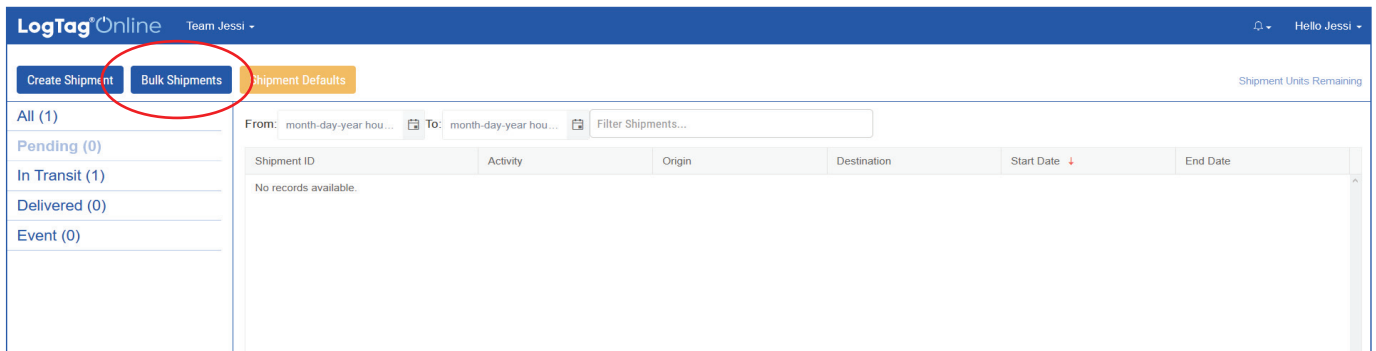 LogTag® Online Team Jessi Hello Jessi
Create Shipment Bulk Shipments Shipment Defaults Shipment Units Remaining
All (1)
Pending (0)
In Transit (1)
Delivered (0)
Event (0)
From: month-day-year hou... To: month-day-year hou... Filter Shipments...
Shipment ID Activity Origin Destination Start Date ↓ End Date
No records available.